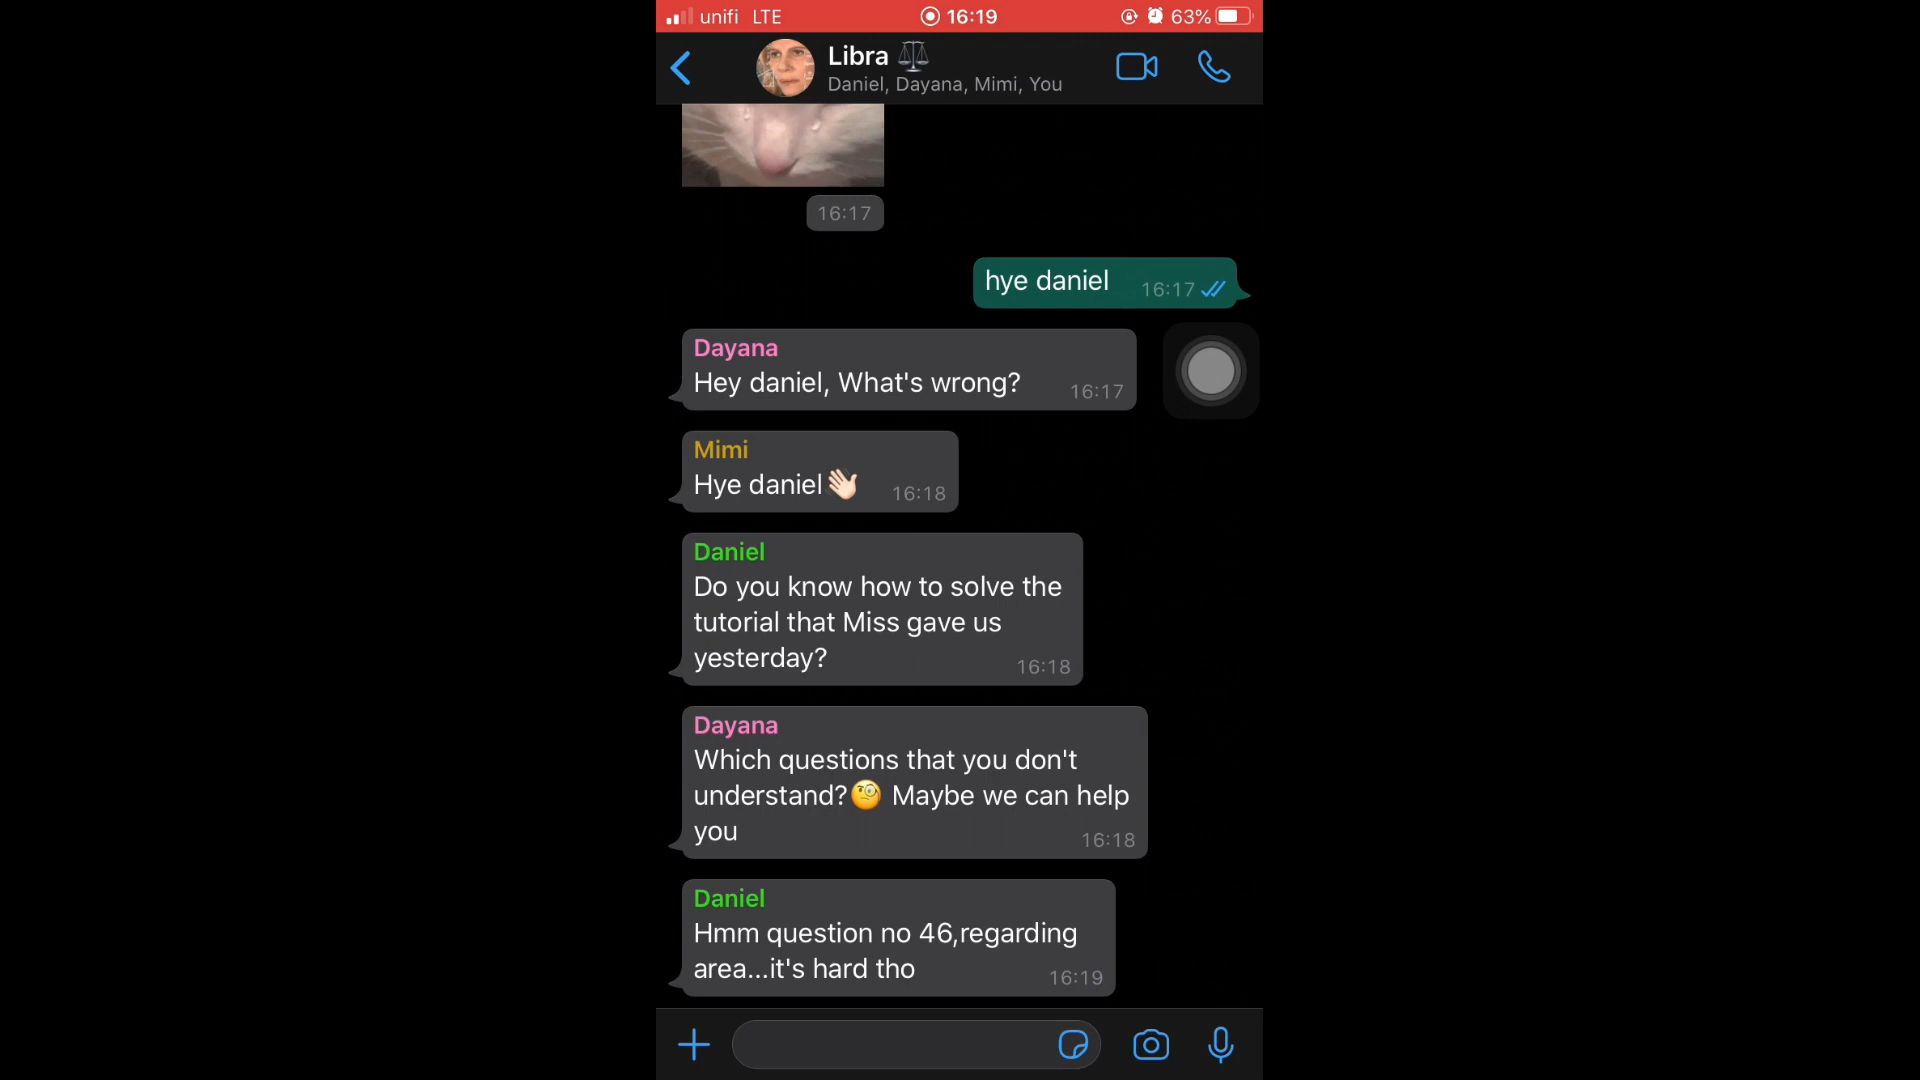 unifi LTE 16:19 63%
Libra ⚖️
Daniel, Dayana, Mimi, You
16:17
hye daniel 16:17
Dayana
Hey daniel, What's wrong? 16:17
Mimi
Hye daniel👋🏻 16:18
Daniel
Do you know how to solve the
tutorial that Miss gave us
yesterday? 16:18
Dayana
Which questions that you don't
understand?🧐 Maybe we can help
you 16:18
Daniel
Hmm question no 46,regarding
area...it's hard tho 16:19